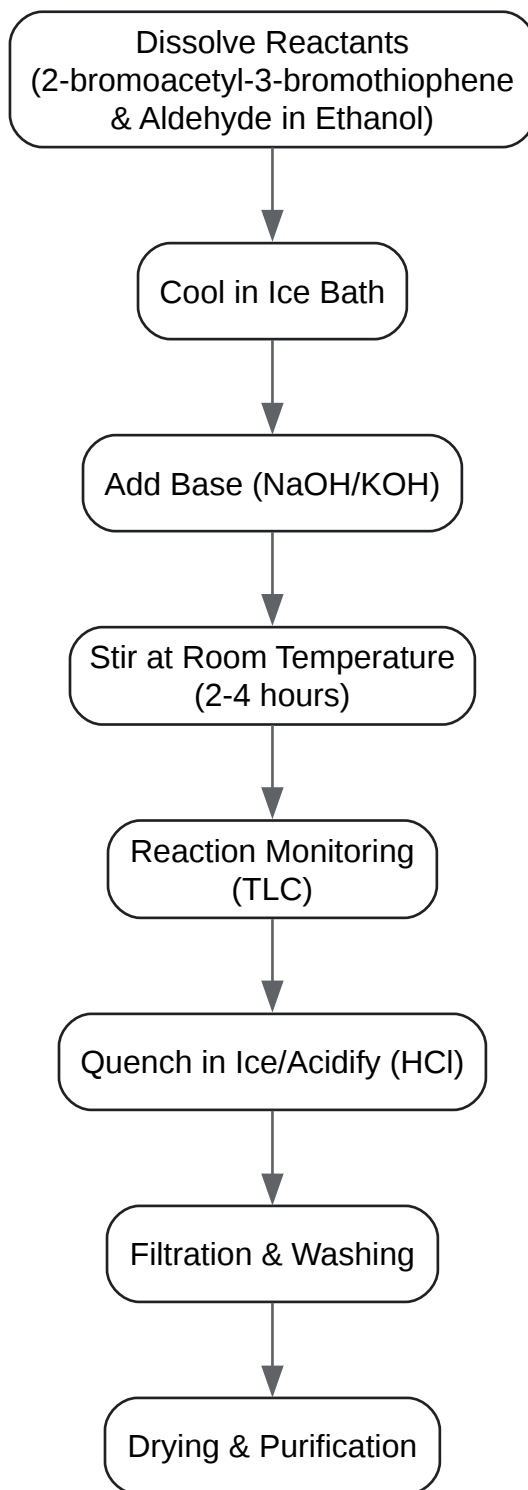 Dissolve Reactants
(2-bromoacetyl-3-bromothiophene
& Aldehyde in Ethanol)
Cool in Ice Bath
Add Base (NaOH/KOH)
Stir at Room Temperature
(2-4 hours)
Reaction Monitoring
(TLC)
Quench in Ice/Acidify (HCl)
Filtration & Washing
Drying & Purification